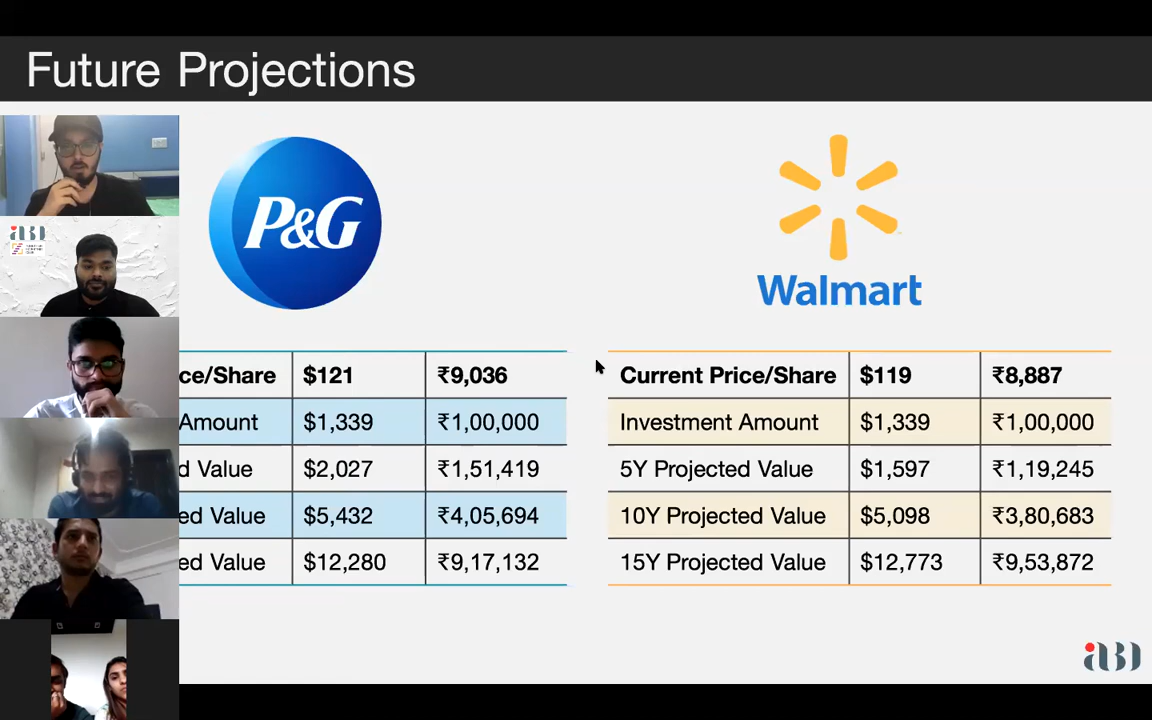 Future Projections
P&G
Walmart
ce/Share $121 ₹9,036
Amount $1,339 ₹1,00,000
d Value $2,027 ₹1,51,419
ed Value $5,432 ₹4,05,694
ed Value $12,280 ₹9,17,132
Current Price/Share $119 ₹8,887
Investment Amount $1,339 ₹1,00,000
5Y Projected Value $1,597 ₹1,19,245
10Y Projected Value $5,098 ₹3,80,683
15Y Projected Value $12,773 ₹9,53,872